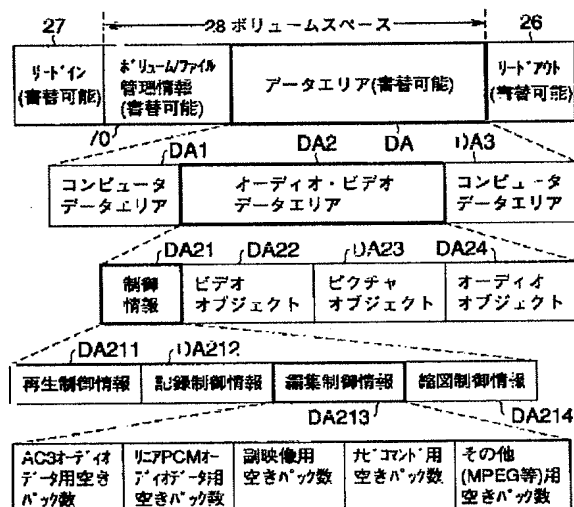 27
28 ボリュームスペース
26
リードイン
(書替可能)
ボリューム/ファイル
管理情報
(書替可能)
データエリア(書替可能)
リードアウト
(書替可能)
70
DA1
DA2
DA
DA3
コンピュータ
データエリア
オーディオ・ビデオ
データエリア
コンピュータ
データエリア
DA21
DA22
DA23
DA24
制御
情報
ビデオ
オブジェクト
ピクチャ
オブジェクト
オーディオ
オブジェクト
DA211
DA212
再生制御情報
記録制御情報
編集制御情報
縮図制御情報
DA213
DA214
AC3オーディオ
データ用空き
パック数
リニアPCMオー
ディオデータ用
空きパック数
副映像用
空きパック数
ナビコマンド用
空きパック数
その他
(MPEG等)用
空きパック数